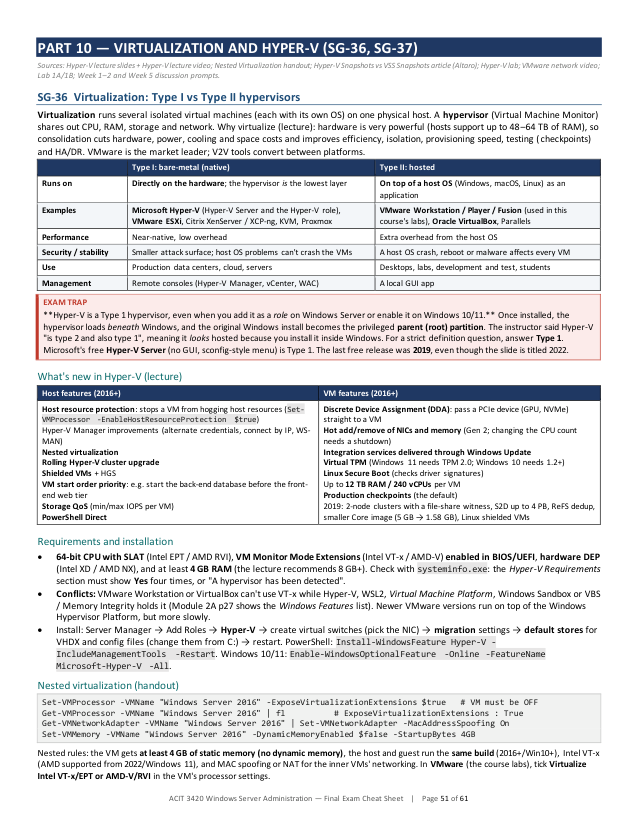 PART 10 — VIRTUALIZATION AND HYPER-V (SG-36, SG-37)
Sources: Hyper-V lecture slides + Hyper-V lecture video; Nested Virtualization handout; Hyper-V Snapshots vs VSS Snapshots article (Altaro); Hyper-V lab; VMware network video;
Lab 1A/1B; Week 1–2 and Week 5 discussion prompts.
SG-36 Virtualization: Type I vs Type II hypervisors
Virtualization runs several isolated virtual machines (each with its own OS) on one physical host. A hypervisor (Virtual Machine Monitor)
shares out CPU, RAM, storage and network. Why virtualize (lecture): hardware is very powerful (hosts support up to 48–64 TB of RAM), so
consolidation cuts hardware, power, cooling and space costs and improves efficiency, isolation, provisioning speed, testing (checkpoints)
and HA/DR. VMware is the market leader; V2V tools convert between platforms.
Type I: bare-metal (native) Type II: hosted
Runs on Directly on the hardware; the hypervisor is the lowest layer On top of a host OS (Windows, macOS, Linux) as an
application
Examples Microsoft Hyper-V (Hyper-V Server and the Hyper-V role), VMware Workstation / Player / Fusion (used in this
VMware ESXi, Citrix XenServer / XCP-ng, KVM, Proxmox course's labs), Oracle VirtualBox, Parallels
Performance Near-native, low overhead Extra overhead from the host OS
Security / stability Smaller attack surface; host OS problems can't crash the VMs A host OS crash, reboot or malware affects every VM
Use Production data centers, cloud, servers Desktops, labs, development and test, students
Management Remote consoles (Hyper-V Manager, vCenter, WAC) A local GUI app
EXAM TRAP
**Hyper-V is a Type 1 hypervisor, even when you add it as a role on Windows Server or enable it on Windows 10/11.** Once installed, the
hypervisor loads beneath Windows, and the original Windows install becomes the privileged parent (root) partition. The instructor said Hyper-V
"is type 2 and also type 1", meaning it looks hosted because you install it inside Windows. For a strict definition question, answer Type 1.
Microsoft's free Hyper-V Server (no GUI, sconfig-style menu) is Type 1. The last free release was 2019, even though the slide is titled 2022.
What's new in Hyper-V (lecture)
Host features (2016+) VM features (2016+)
Host resource protection: stops a VM from hogging host resources (Set-
VMProcessor -EnableHostResourceProtection $true)
Hyper-V Manager improvements (alternate credentials, connect by IP, WS-
MAN)
Nested virtualization
Rolling Hyper-V cluster upgrade
Shielded VMs + HGS
VM start order priority: e.g. start the back-end database before the front-
end web tier
Storage QoS (min/max IOPS per VM)
PowerShell Direct
Discrete Device Assignment (DDA): pass a PCIe device (GPU, NVMe)
straight to a VM
Hot add/remove of NICs and memory (Gen 2; changing the CPU count
needs a shutdown)
Integration services delivered through Windows Update
Virtual TPM (Windows 11 needs TPM 2.0; Windows 10 needs 1.2+)
Linux Secure Boot (checks driver signatures)
Up to 12 TB RAM / 240 vCPUs per VM
Production checkpoints (the default)
2019: 2-node clusters with a file-share witness, S2D up to 4 PB, ReFS dedup,
smaller Core image (5 GB → 1.58 GB), Linux shielded VMs
Requirements and installation
• 64-bit CPU with SLAT (Intel EPT / AMD RVI), VM Monitor Mode Extensions (Intel VT-x / AMD-V) enabled in BIOS/UEFI, hardware DEP
(Intel XD / AMD NX), and at least 4 GB RAM (the lecture recommends 8 GB+). Check with systeminfo.exe: the Hyper-V Requirements
section must show Yes four times, or "A hypervisor has been detected".
• Conflicts: VMware Workstation or VirtualBox can't use VT-x while Hyper-V, WSL2, Virtual Machine Platform, Windows Sandbox or VBS
/ Memory Integrity holds it (Module 2A p27 shows the Windows Features list). Newer VMware versions run on top of the Windows
Hypervisor Platform, but more slowly.
• Install: Server Manager → Add Roles → Hyper-V → create virtual switches (pick the NIC) → migration settings → default stores for
VHDX and config files (change them from C:) → restart. PowerShell: Install-WindowsFeature Hyper-V -
IncludeManagementTools -Restart. Windows 10/11: Enable-WindowsOptionalFeature -Online -FeatureName
Microsoft-Hyper-V -All.
Nested virtualization (handout)
Set-VMProcessor -VMName "Windows Server 2016" -ExposeVirtualizationExtensions $true # VM must be OFF
Get-VMProcessor -VMName "Windows Server 2016" | fl # ExposeVirtualizationExtensions : True
Get-VMNetworkAdapter -VMName "Windows Server 2016" | Set-VMNetworkAdapter -MacAddressSpoofing On
Set-VMMemory -VMName "Windows Server 2016" -DynamicMemoryEnabled $false -StartupBytes 4GB
Nested rules: the VM gets at least 4 GB of static memory (no dynamic memory), the host and guest run the same build (2016+/Win10+), Intel VT-x
(AMD supported from 2022/Windows 11), and MAC spoofing or NAT for the inner VMs' networking. In VMware (the course labs), tick Virtualize
Intel VT-x/EPT or AMD-V/RVI in the VM's processor settings.
ACIT 3420 Windows Server Administration — Final Exam Cheat Sheet | Page 51 of 61